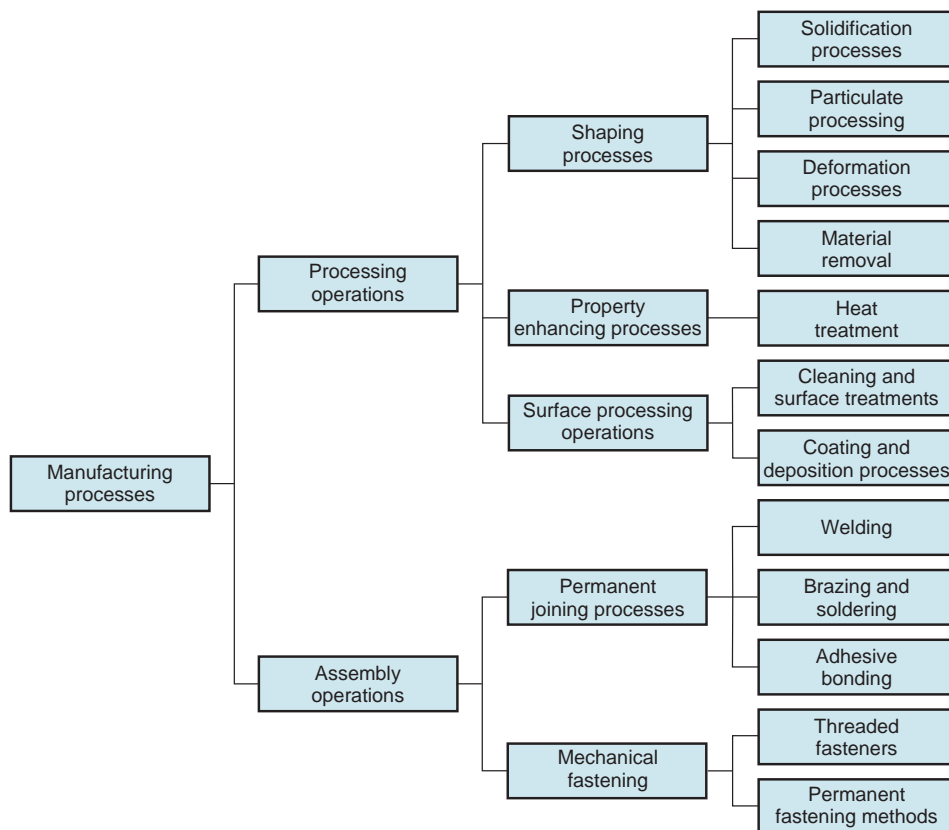 Solidification
processes
Particulate
processing
Shaping
processes
Deformation
processes
Material
removal
Processing
operations
Property
enhancing processes
Heat
treatment
Cleaning and
surface treatments
Surface processing
operations
Coating and
deposition processes
Manufacturing
processes
Welding
Permanent
joining processes
Brazing and
soldering
Assembly
operations
Adhesive
bonding
Threaded
fasteners
Mechanical
fastening
Permanent
fastening methods